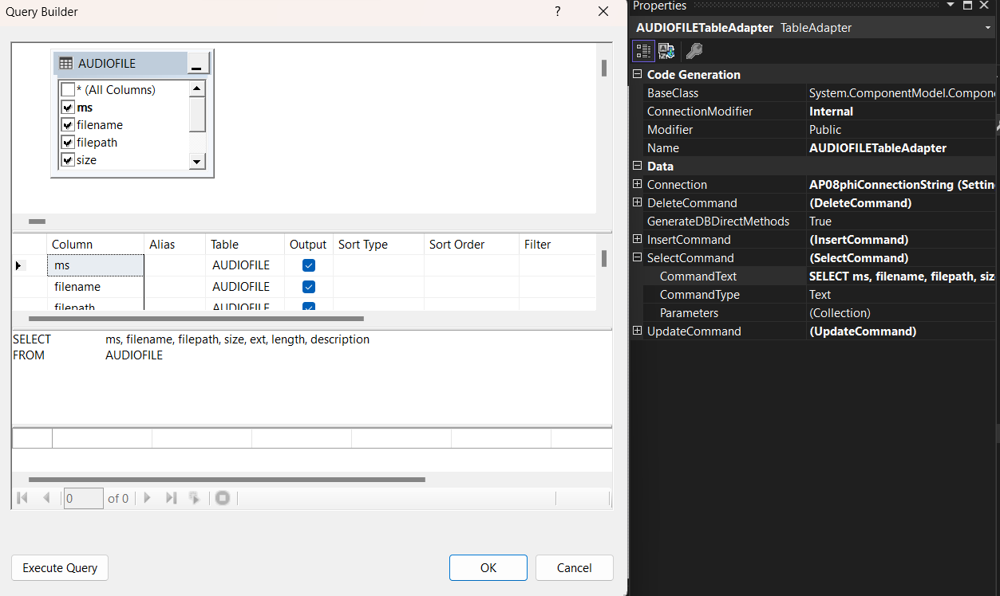 Query Builder
?
AUDIOFILE
* (All Columns)
ms
filename
filepath
size
Column Alias Table Output Sort Type Sort Order Filter
ms AUDIOFILE
filename AUDIOFILE
filepath AUDIOFILE
SELECT ms, filename, filepath, size, ext, length, description
FROM AUDIOFILE
0 of 0
Execute Query OK Cancel
Properties
AUDIOFILETableAdapter TableAdapter
Code Generation
BaseClass System.ComponentModel.Compone
ConnectionModifier Internal
Modifier Public
Name AUDIOFILETableAdapter
Data
Connection AP08phiConnectionString (Settin
DeleteCommand (DeleteCommand)
GenerateDBDirectMethods True
InsertCommand (InsertCommand)
SelectCommand (SelectCommand)
CommandText SELECT ms, filename, filepath, siz
CommandType Text
Parameters (Collection)
UpdateCommand (UpdateCommand)